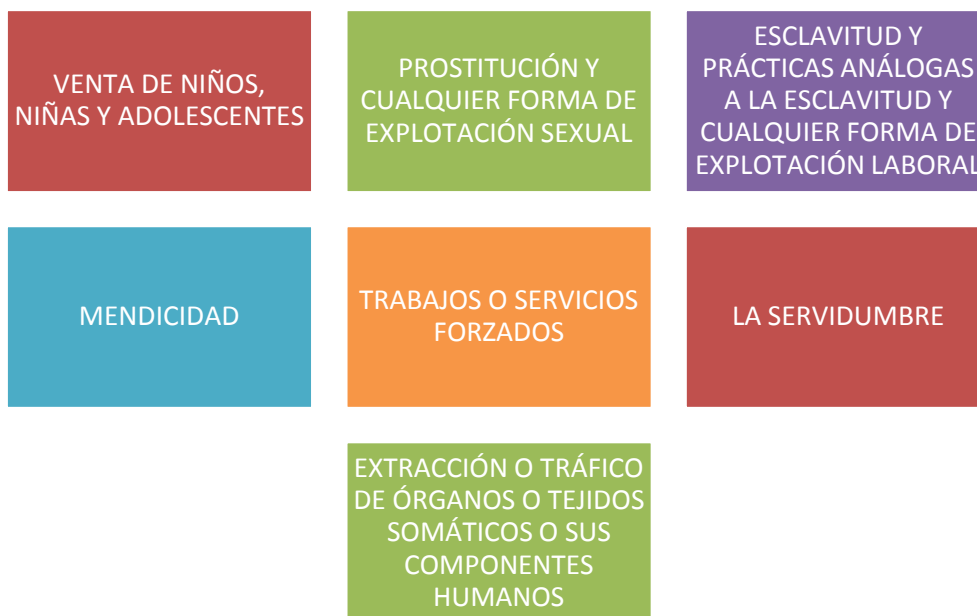 VENTA DE NIÑOS,
NIÑAS Y ADOLESCENTES
PROSTITUCIÓN Y
CUALQUIER FORMA DE
EXPLOTACIÓN SEXUAL
ESCLAVITUD Y
PRÁCTICAS ANÁLOGAS
A LA ESCLAVITUD Y
CUALQUIER FORMA DE
EXPLOTACIÓN LABORAL
MENDICIDAD
TRABAJOS O SERVICIOS
FORZADOS
LA SERVIDUMBRE
EXTRACCIÓN O TRÁFICO
DE ÓRGANOS O TEJIDOS
SOMÁTICOS O SUS
COMPONENTES
HUMANOS